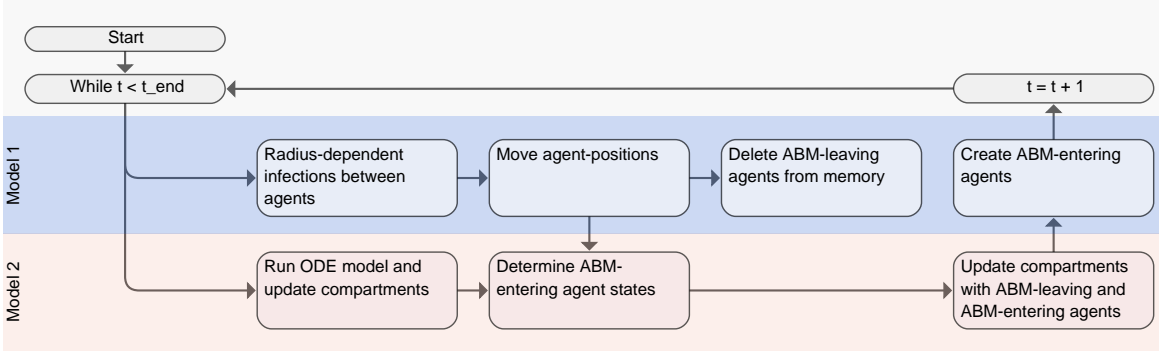 Start
While t < t_end
t = t + 1
Model 1
Radius-dependent
infections between
agents
Move agent-positions
Delete ABM-leaving
agents from memory
Create ABM-entering
agents
Model 2
Run ODE model and
update compartments
Determine ABM-
entering agent states
Update compartments
with ABM-leaving and
ABM-entering agents